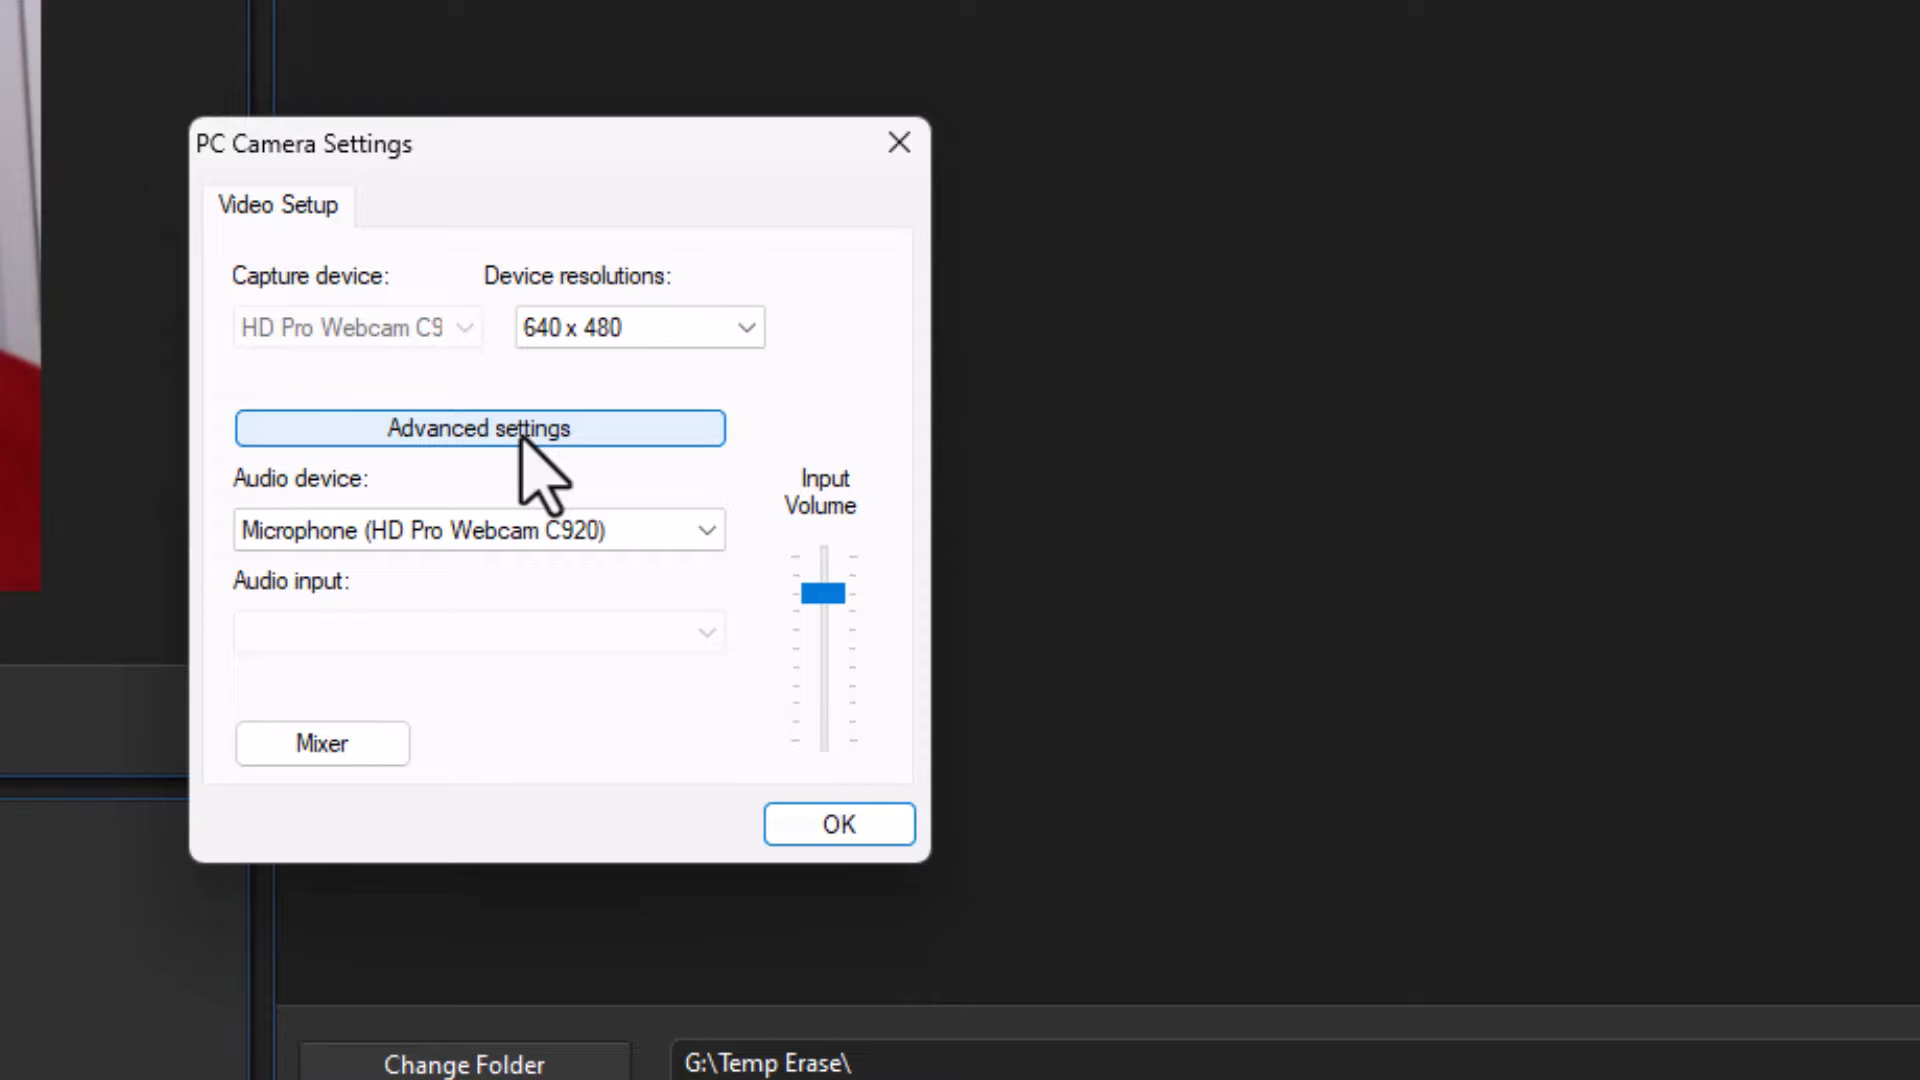 PC Camera Settings
Video Setup
Capture device:
Device resolutions:
HD Pro Webcam C9
640 x 480
Advanced settings
Audio device:
Input
Volume
Microphone (HD Pro Webcam C920)
Audio input:
Mixer
OK
Change Folder
G:\Temp Erase\